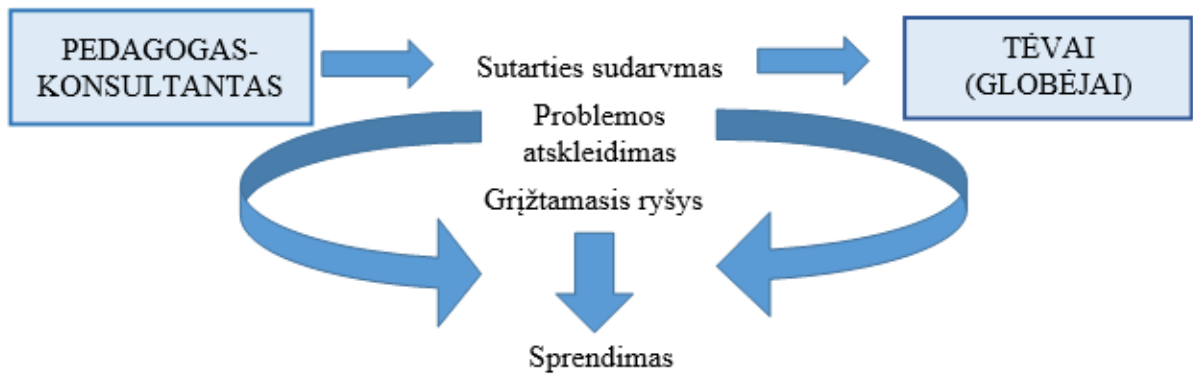 PEDAGOGAS-
KONSULTANTAS
Sutarties sudarymas
TĖVAI
(GLOBĖJAI)
Problemos
atskleidimas
Grįžtamasis ryšys
Sprendimas